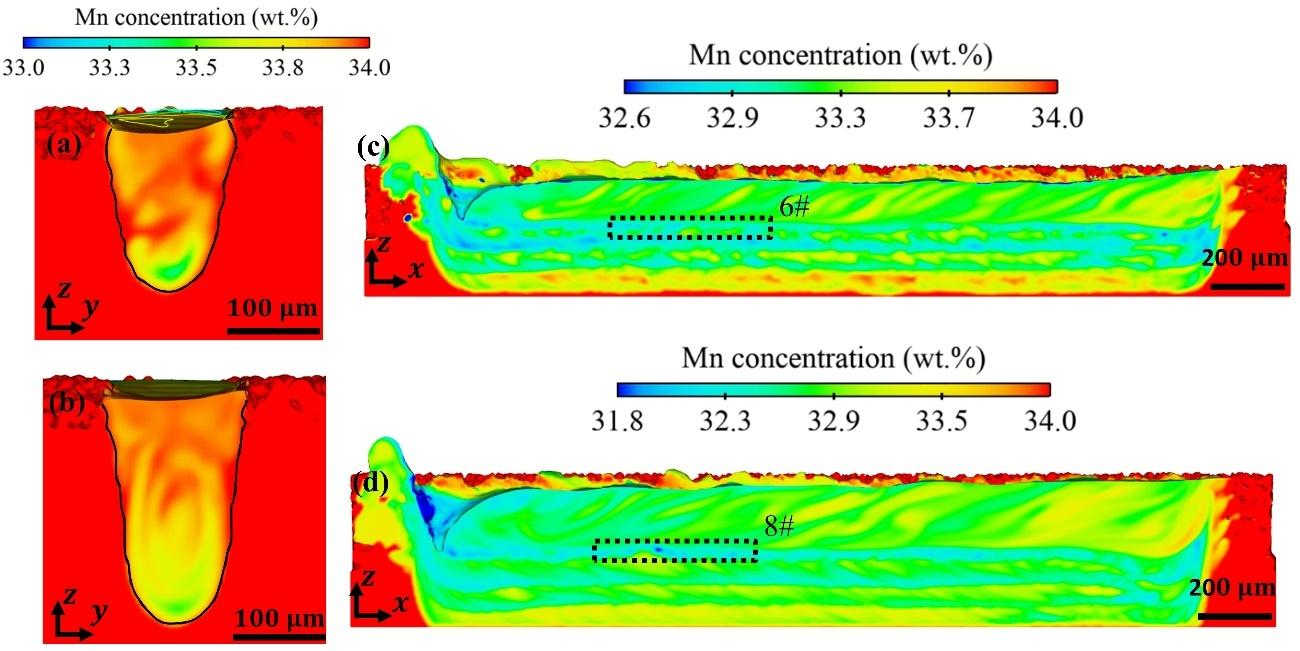 Mn concentration (wt.%)
33.0 33.3 33.5 33.8 34.0
(a)
z
y
100 μm
Mn concentration (wt.%)
32.6 32.9 33.3 33.7 34.0
(c)
6#
z
x
200 μm
(b)
z
y
100 μm
Mn concentration (wt.%)
31.8 32.3 32.9 33.5 34.0
(d)
8#
z
x
200 μm